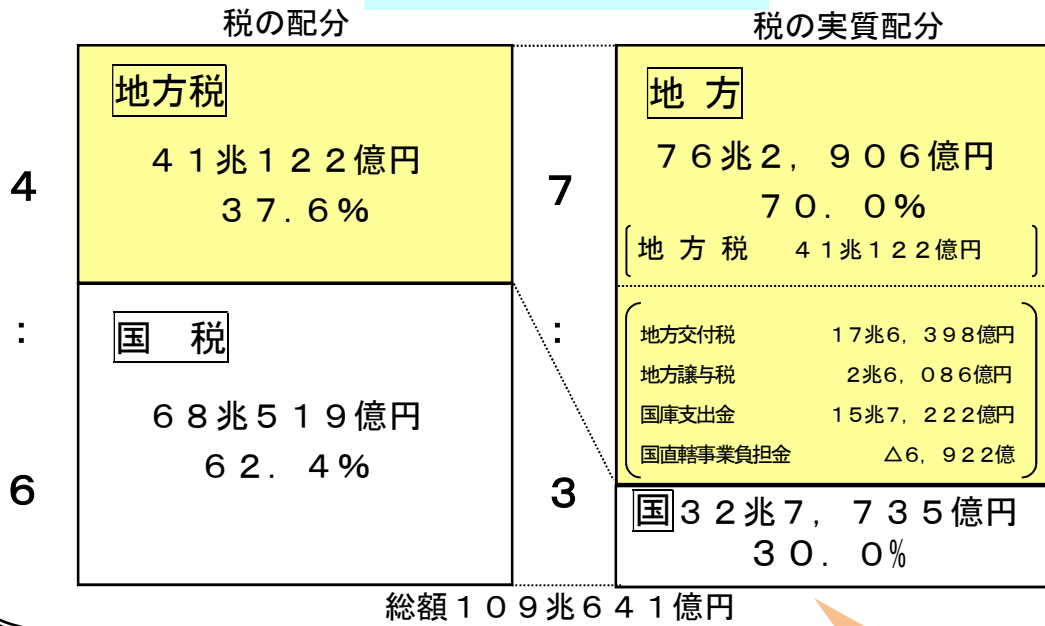 税の配分
地方税
４１兆１２２億円
３７.６%
国　税
６８兆５１９億円
６２．４%
4
:
6
税の実質配分
地 方
７６兆２，９０６億円
７０．０%
地 方 税　４１兆１２２億円
地方交付税　１７兆６，３９８億円
地方譲与税　２兆６，０８６億円
国庫支出金　１５兆７，２２２億円
国直轄事業負担金　△６，９２２億
国３２兆７，７３５億円
３０．０％
7
:
3
総額１０９兆６４１億円